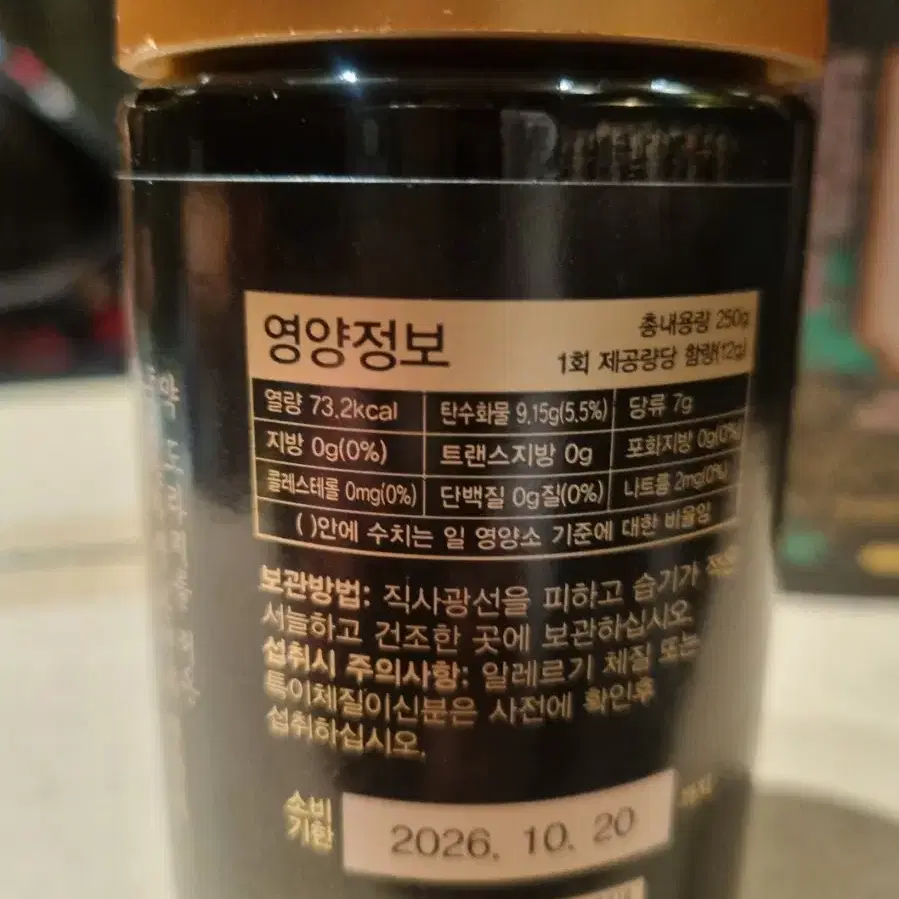 영양정보
총내용량 250g
1회 제공량당 함량(12g)
열량 73.2kcal 탄수화물 9.15g(5.5%) 당류 7g
지방 0g(0%) 트랜스지방 0g 포화지방 0g(0%)
콜레스테롤 0mg(0%) 단백질 0g질(0%) 나트륨 2mg(0%)
( )안에 수치는 일 영양소 기준에 대한 비율임
보관방법: 직사광선을 피하고 습기가 적은
서늘하고 건조한 곳에 보관하십시오
섭취시 주의사항: 알레르기 체질 또는
특이체질이신분은 사전에 확인후
섭취하십시오.
소비
기한
2026. 10. 20
까지